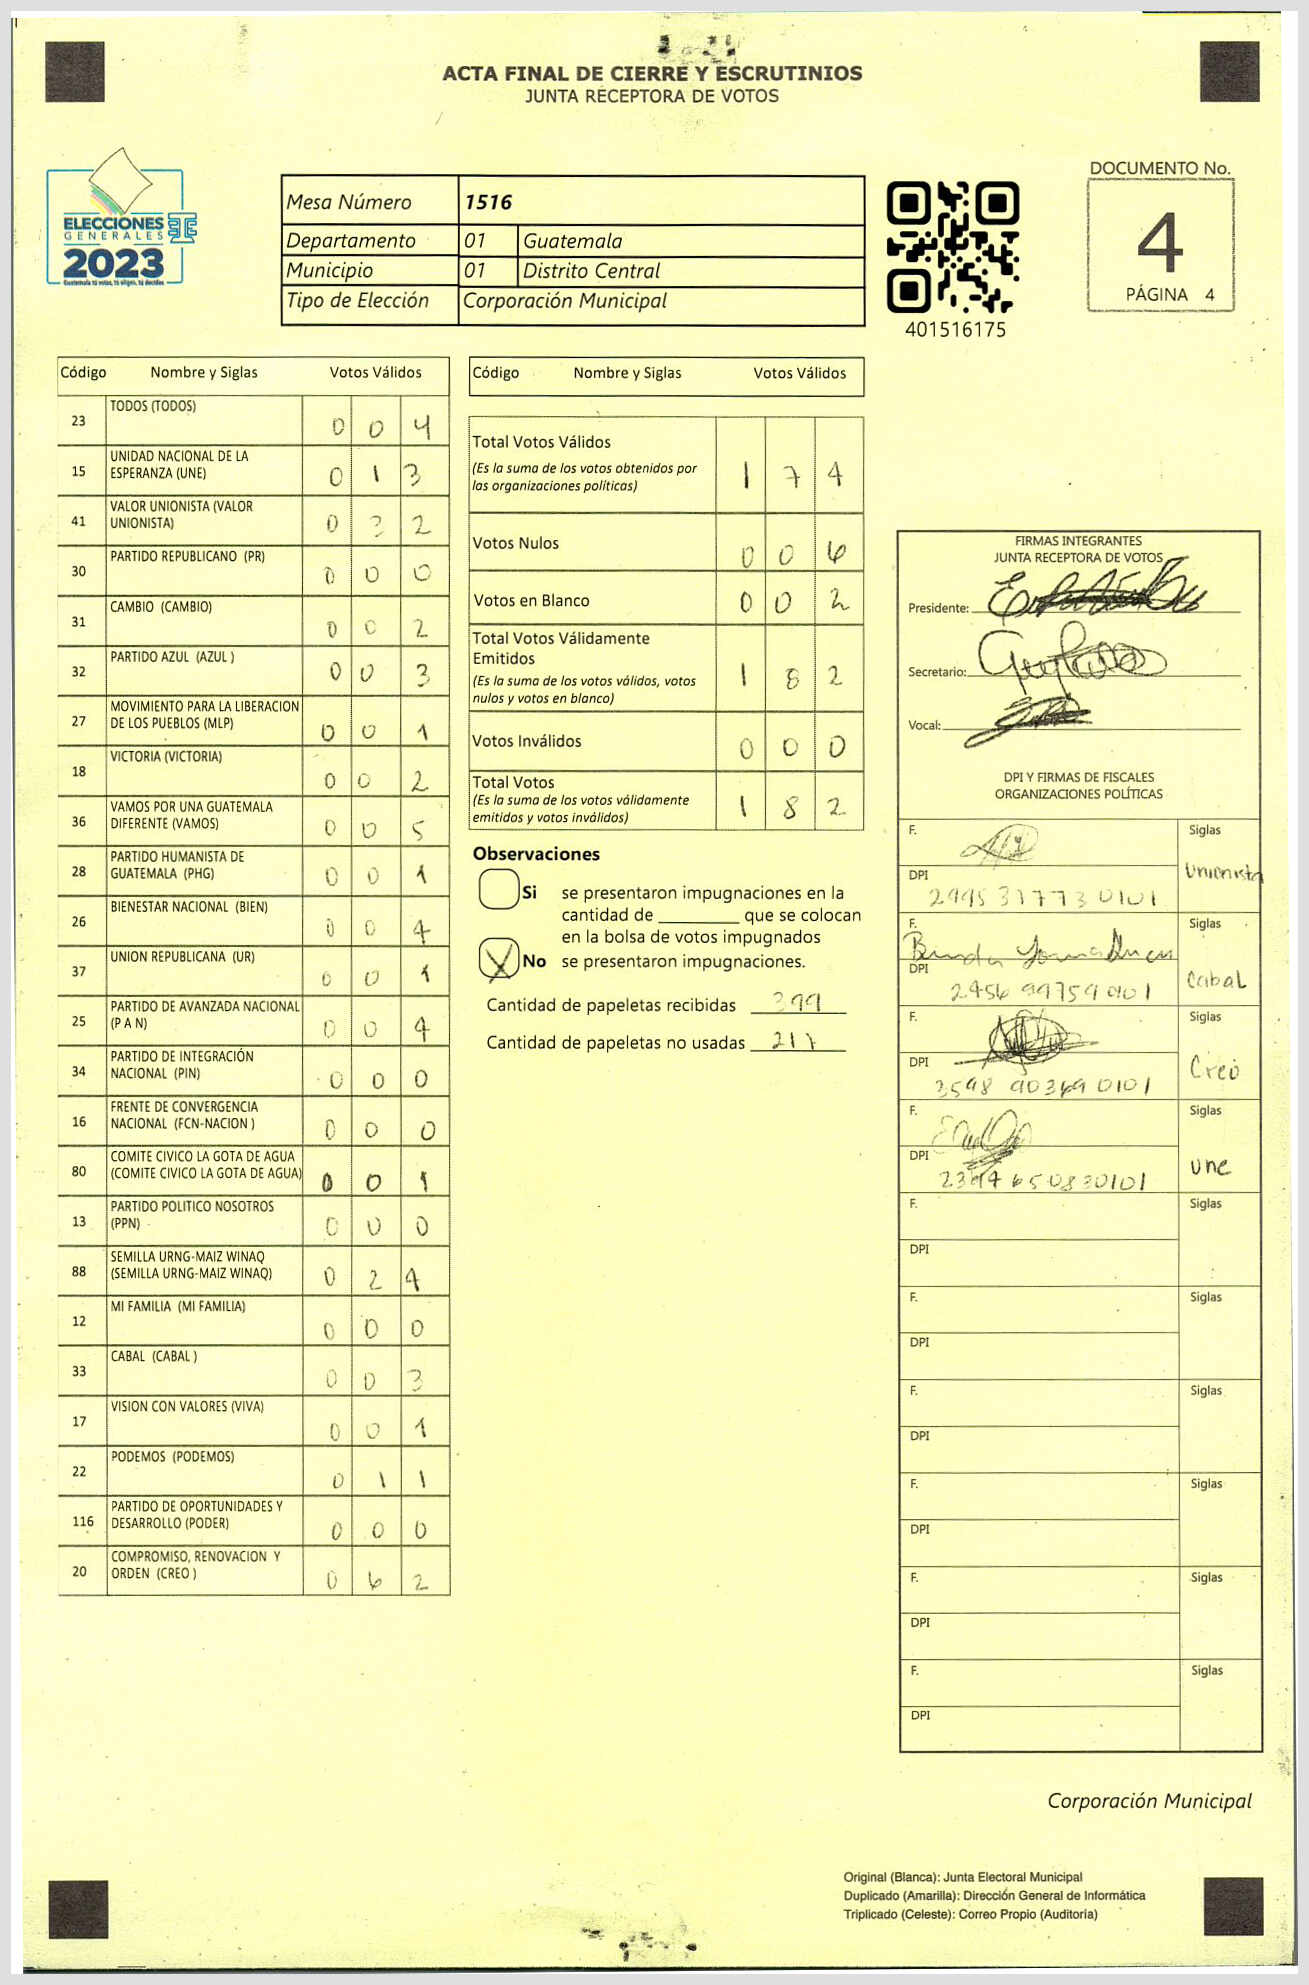 ACTA FINAL DE CIERRE Y ESCRUTINIOS
JUNTA RECEPTORA DE VOTOS
ELECCIONES
GENERALES
2023
Guatemala tú votas, tú eliges, tú decides
Mesa Número 1516
Departamento 01 Guatemala
Municipio 01 Distrito Central
Tipo de Elección Corporación Municipal
401516175
DOCUMENTO No.
4
PÁGINA 4
Código Nombre y Siglas Votos Válidos
23 TODOS (TODOS) 0 0 4
15 UNIDAD NACIONAL DE LA
ESPERANZA (UNE) 0 1 3
41 VALOR UNIONISTA (VALOR
UNIONISTA) 0 3 2
30 PARTIDO REPUBLICANO (PR) 0 0 0
31 CAMBIO (CAMBIO) 0 0 2
32 PARTIDO AZUL (AZUL ) 0 0 3
27 MOVIMIENTO PARA LA LIBERACION
DE LOS PUEBLOS (MLP) 0 0 1
18 VICTORIA (VICTORIA) 0 0 2
36 VAMOS POR UNA GUATEMALA
DIFERENTE (VAMOS) 0 0 5
28 PARTIDO HUMANISTA DE
GUATEMALA (PHG) 0 0 1
26 BIENESTAR NACIONAL (BIEN) 0 0 4
37 UNION REPUBLICANA (UR) 0 0 1
25 PARTIDO DE AVANZADA NACIONAL
(P A N) 0 0 4
34 PARTIDO DE INTEGRACIÓN
NACIONAL (PIN) 0 0 0
16 FRENTE DE CONVERGENCIA
NACIONAL (FCN-NACION ) 0 0 0
80 COMITE CIVICO LA GOTA DE AGUA
(COMITE CIVICO LA GOTA DE AGUA) 0 0 1
13 PARTIDO POLITICO NOSOTROS
(PPN) 0 0 0
88 SEMILLA URNG-MAIZ WINAQ
(SEMILLA URNG-MAIZ WINAQ) 0 2 4
12 MI FAMILIA (MI FAMILIA) 0 0 0
33 CABAL (CABAL ) 0 0 3
17 VISION CON VALORES (VIVA) 0 0 1
22 PODEMOS (PODEMOS) 0 1 1
116 PARTIDO DE OPORTUNIDADES Y
DESARROLLO (PODER) 0 0 0
20 COMPROMISO, RENOVACION Y
ORDEN (CREO ) 0 6 2
Código Nombre y Siglas Votos Válidos
Total Votos Válidos
(Es la suma de los votos obtenidos por
las organizaciones políticas) 1 7 4
Votos Nulos 0 0 6
Votos en Blanco 0 0 2
Total Votos Válidamente
Emitidos
(Es la suma de los votos válidos, votos
nulos y votos en blanco) 1 8 2
Votos Inválidos 0 0 0
Total Votos
(Es la suma de los votos válidamente
emitidos y votos inválidos) 1 8 2
Observaciones
Si se presentaron impugnaciones en la
cantidad de ________ que se colocan
en la bolsa de votos impugnados
No se presentaron impugnaciones.
Cantidad de papeletas recibidas 399
Cantidad de papeletas no usadas 217
FIRMAS INTEGRANTES
JUNTA RECEPTORA DE VOTOS
Presidente:
Secretario:
Vocal:
DPI Y FIRMAS DE FISCALES
ORGANIZACIONES POLÍTICAS
F. Siglas
Unionista
DPI
2995 31773 0101
F. Siglas
DPI
Cabal
2456 99759 0101
F. Siglas
DPI
Creo
2598 90369 0101
F. Siglas
DPI
une
2394 65083 0101
F. Siglas
DPI
F. Siglas
DPI
F. Siglas
DPI
F. Siglas
DPI
F. Siglas
DPI
F. Siglas
DPI
Corporación Municipal
Original (Blanca): Junta Electoral Municipal
Duplicado (Amarilla): Dirección General de Informática
Triplicado (Celeste): Correo Propio (Auditoría)